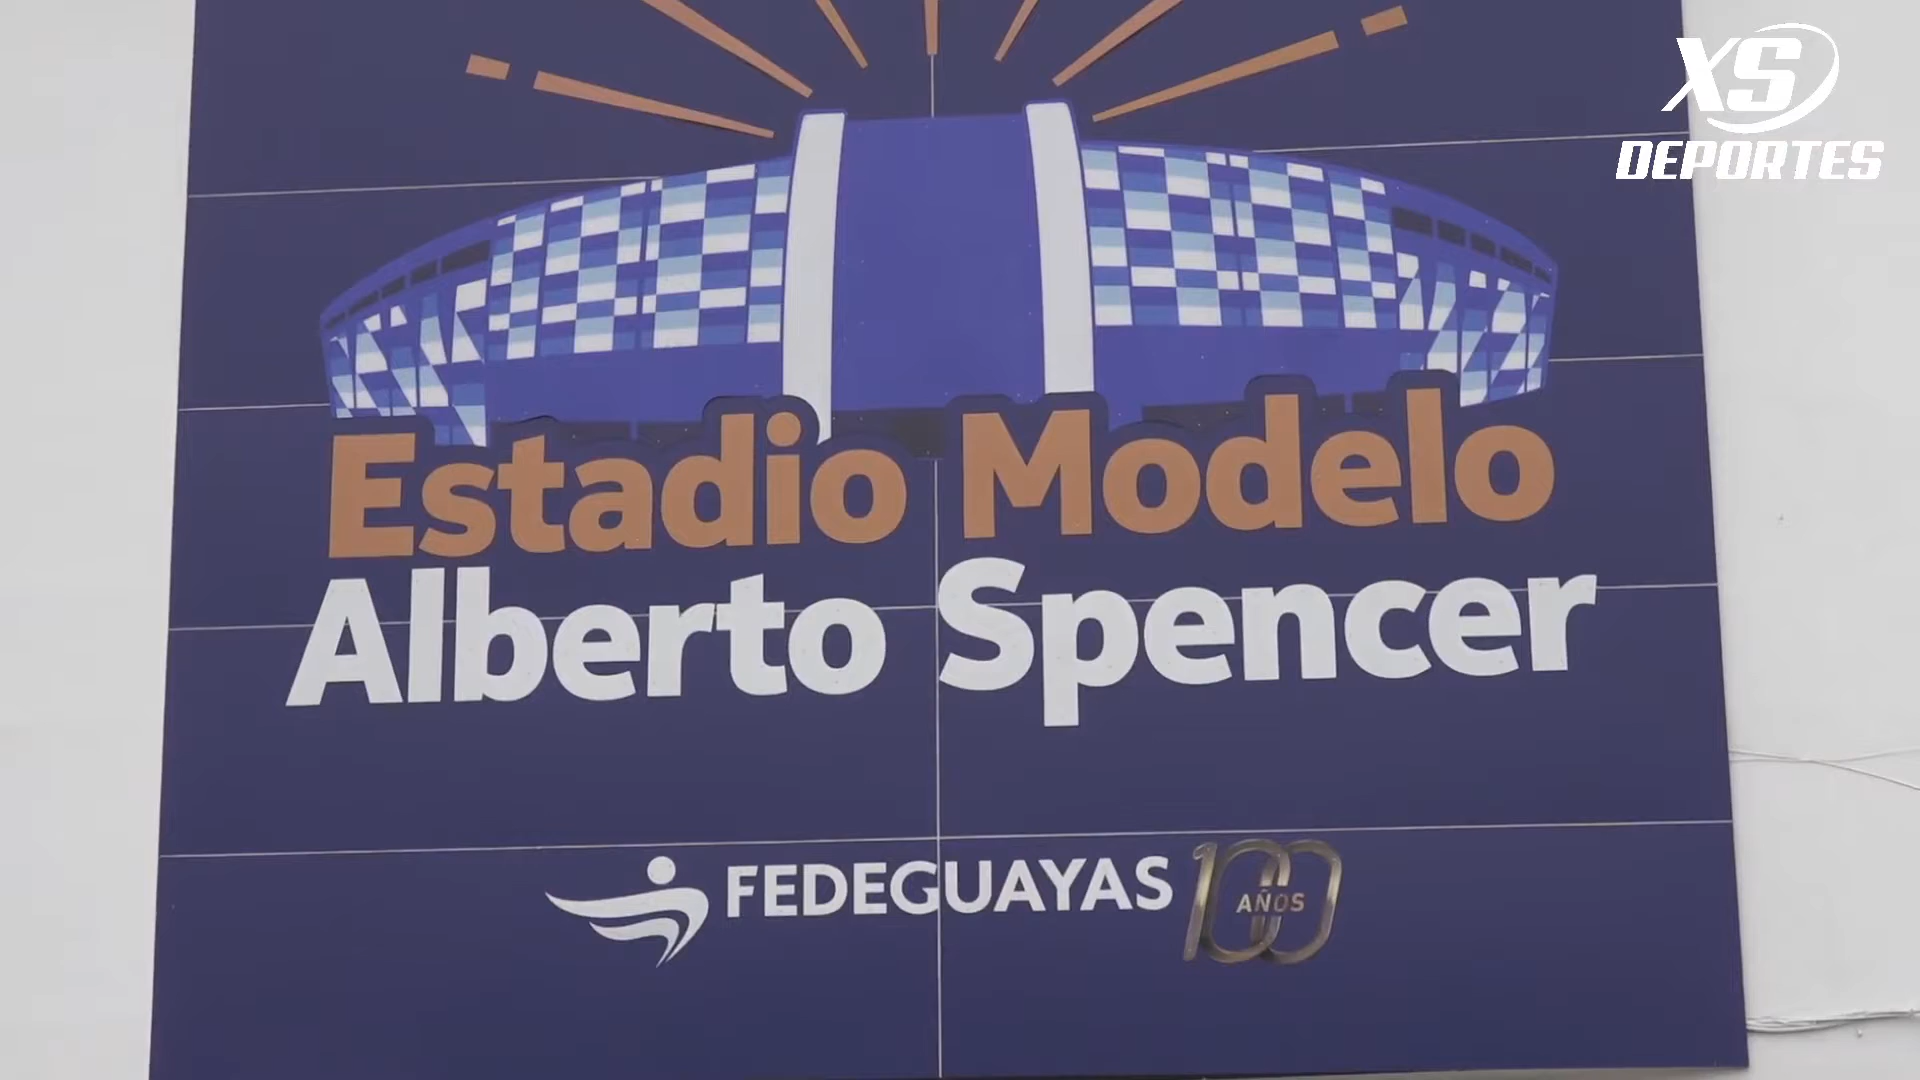 XS
DEPORTES
Estadio Modelo
Alberto Spencer
FEDEGUAYAS 100
AÑOS